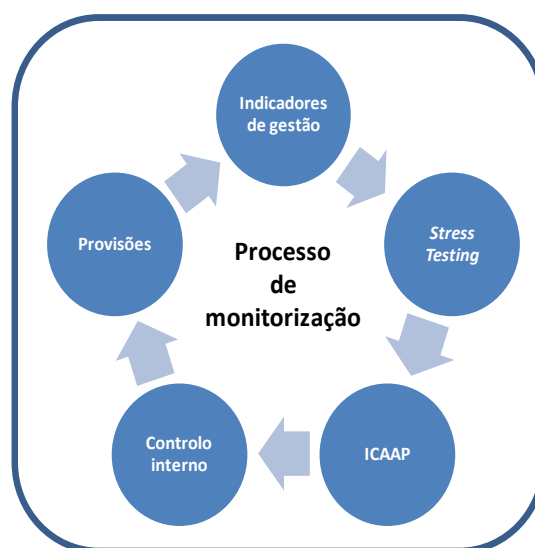 Indicadores
de gestão
Stress
Testing
ICAAP
Controlo
interno
Provisões
Processo
de
monitorização